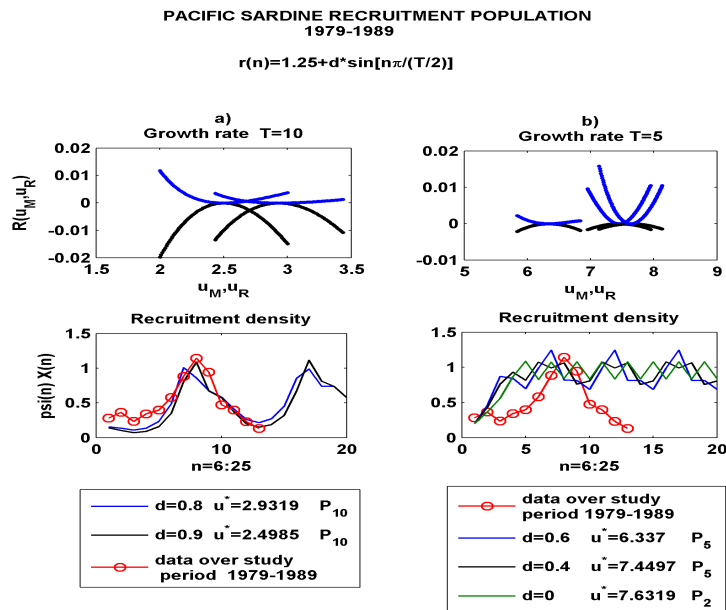 PACIFIC SARDINE RECRUITMENT POPULATION
1979-1989
r(n)=1.25+d*sin[nπ/(T/2)]
a)
Growth rate T=10
0.02
0.01
0
-0.01
-0.02
R(u_M,u_R)
1.5 2 2.5 3 3.5
u_M,u_R
b)
Growth rate T=5
0.02
0.01
0
-0.01
5 6 7 8 9
u_M,u_R
Recruitment density
1.5
1
0.5
0
psi(n) X(n)
0 5 10 15 20
n=6:25
Recruitment density
1.5
1
0.5
0
0 5 10 15 20
n=6:25
d=0.8 u*=2.9319 P_10
d=0.9 u*=2.4985 P_10
data over study
period 1979-1989
data over study
period 1979-1989
d=0.6 u*=6.337 P_5
d=0.4 u*=7.4497 P_5
d=0 u*=7.6319 P_2